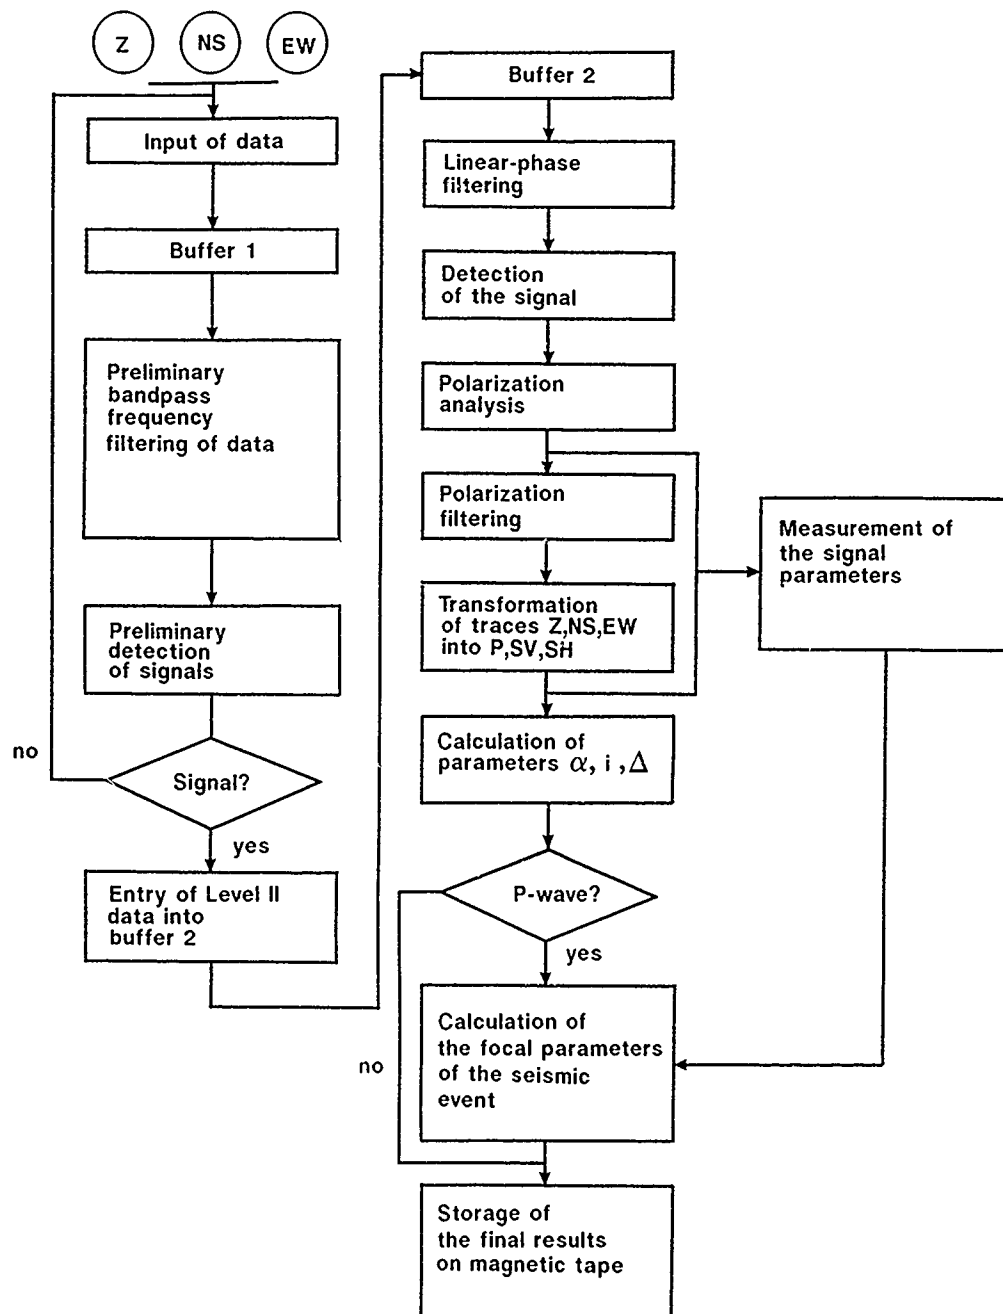 Z
NS
EW
Input of data
Buffer 1
Preliminary
bandpass
frequency
filtering of data
Preliminary
detection
of signals
no
Signal?
yes
Entry of Level II
data into
buffer 2
Buffer 2
Linear-phase
filtering
Detection
of the signal
Polarization
analysis
Polarization
filtering
Transformation
of traces Z,NS,EW
into P,SV,SH
Measurement of
the signal
parameters
Calculation of
parameters α, i ,Δ
P-wave?
yes
no
Calculation of
the focal parameters
of the seismic
event
Storage of
the final results
on magnetic tape